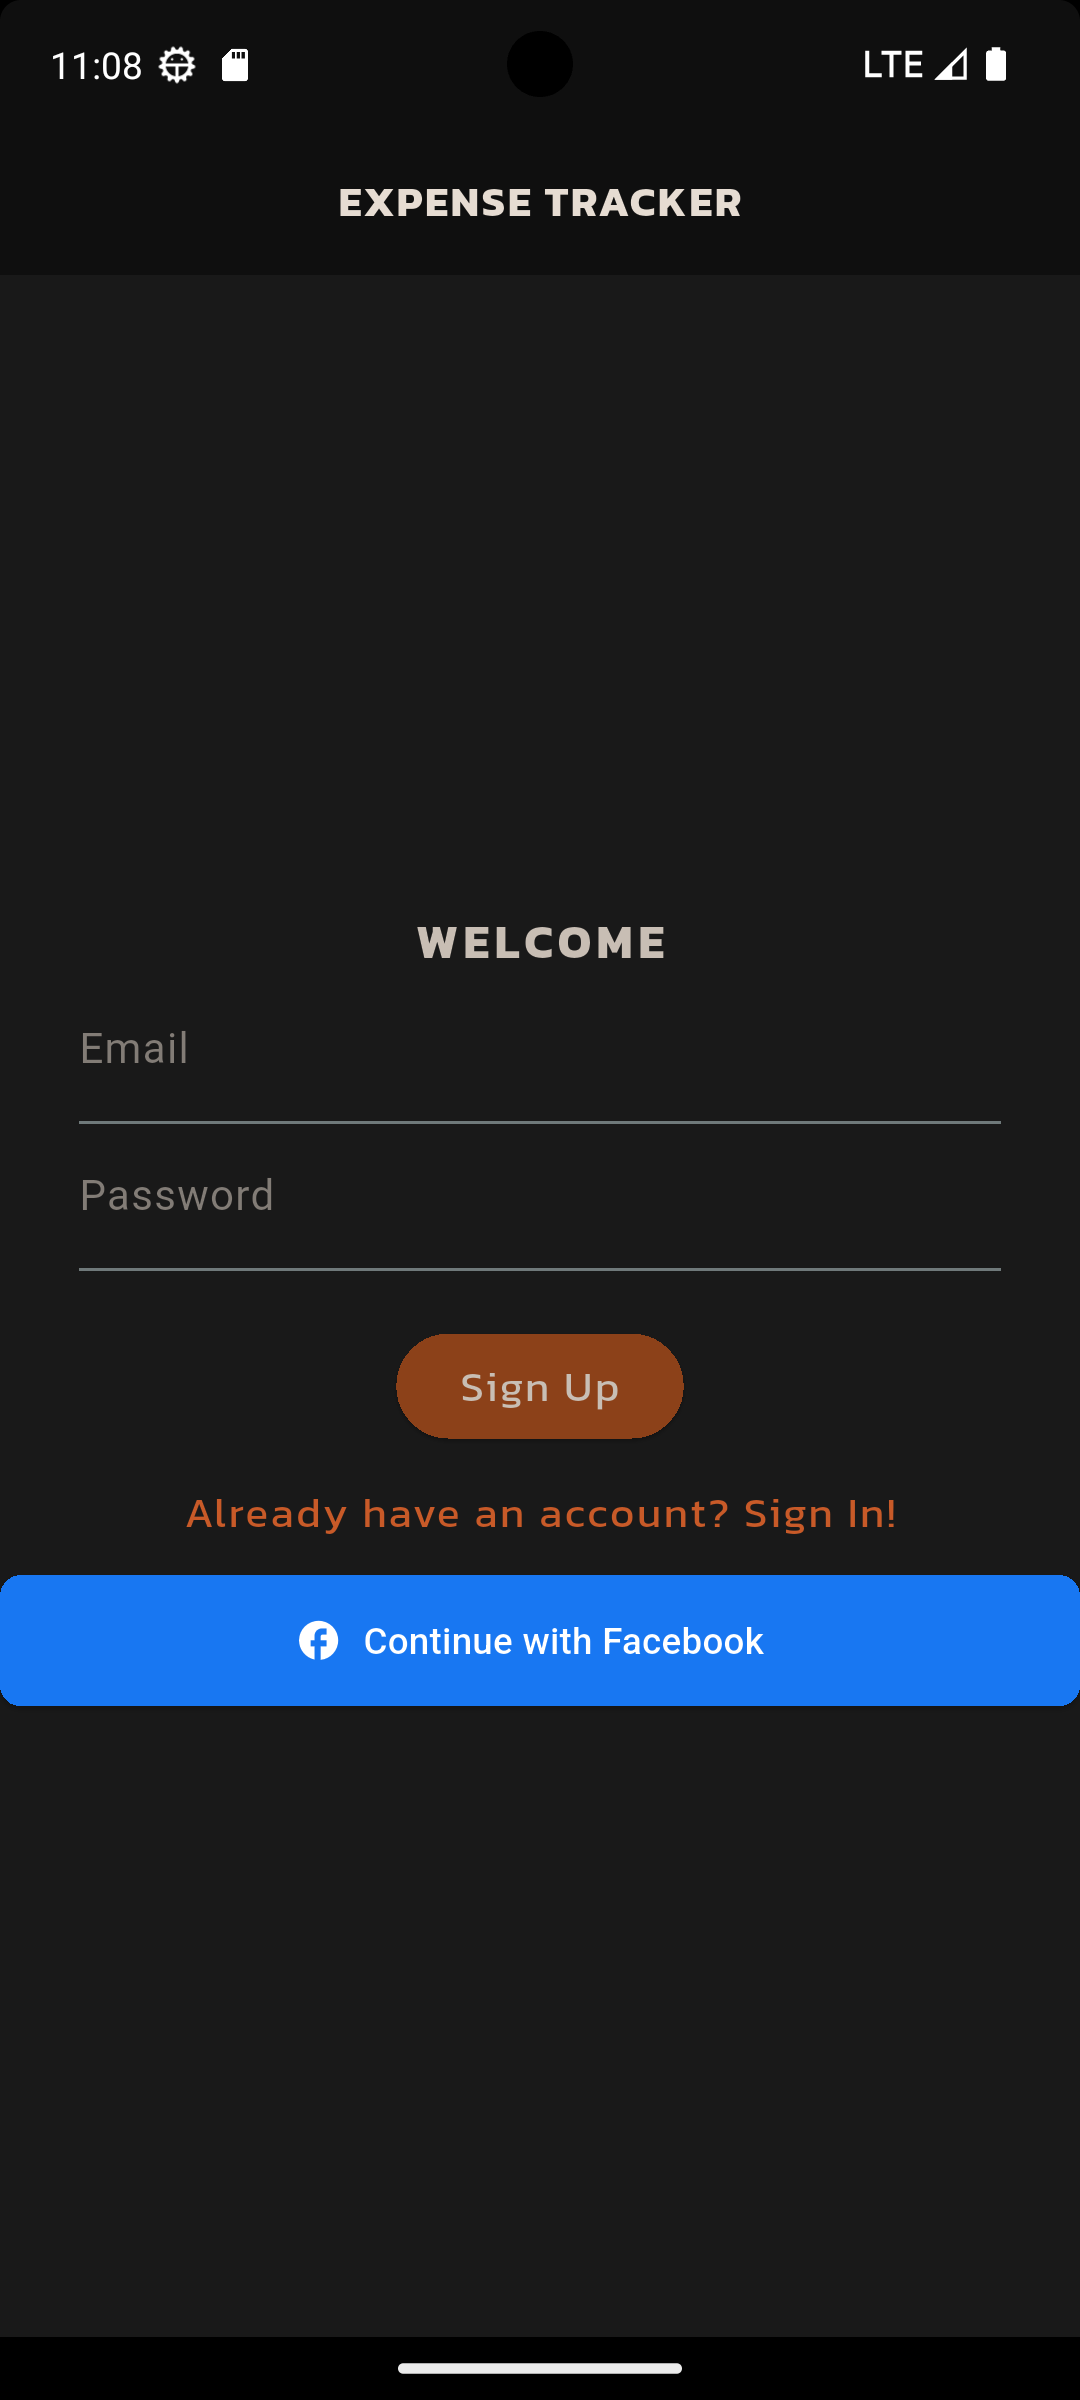 11:08
LTE
EXPENSE TRACKER
WELCOME
Email
Password
Sign Up
Already have an account? Sign In!
Continue with Facebook